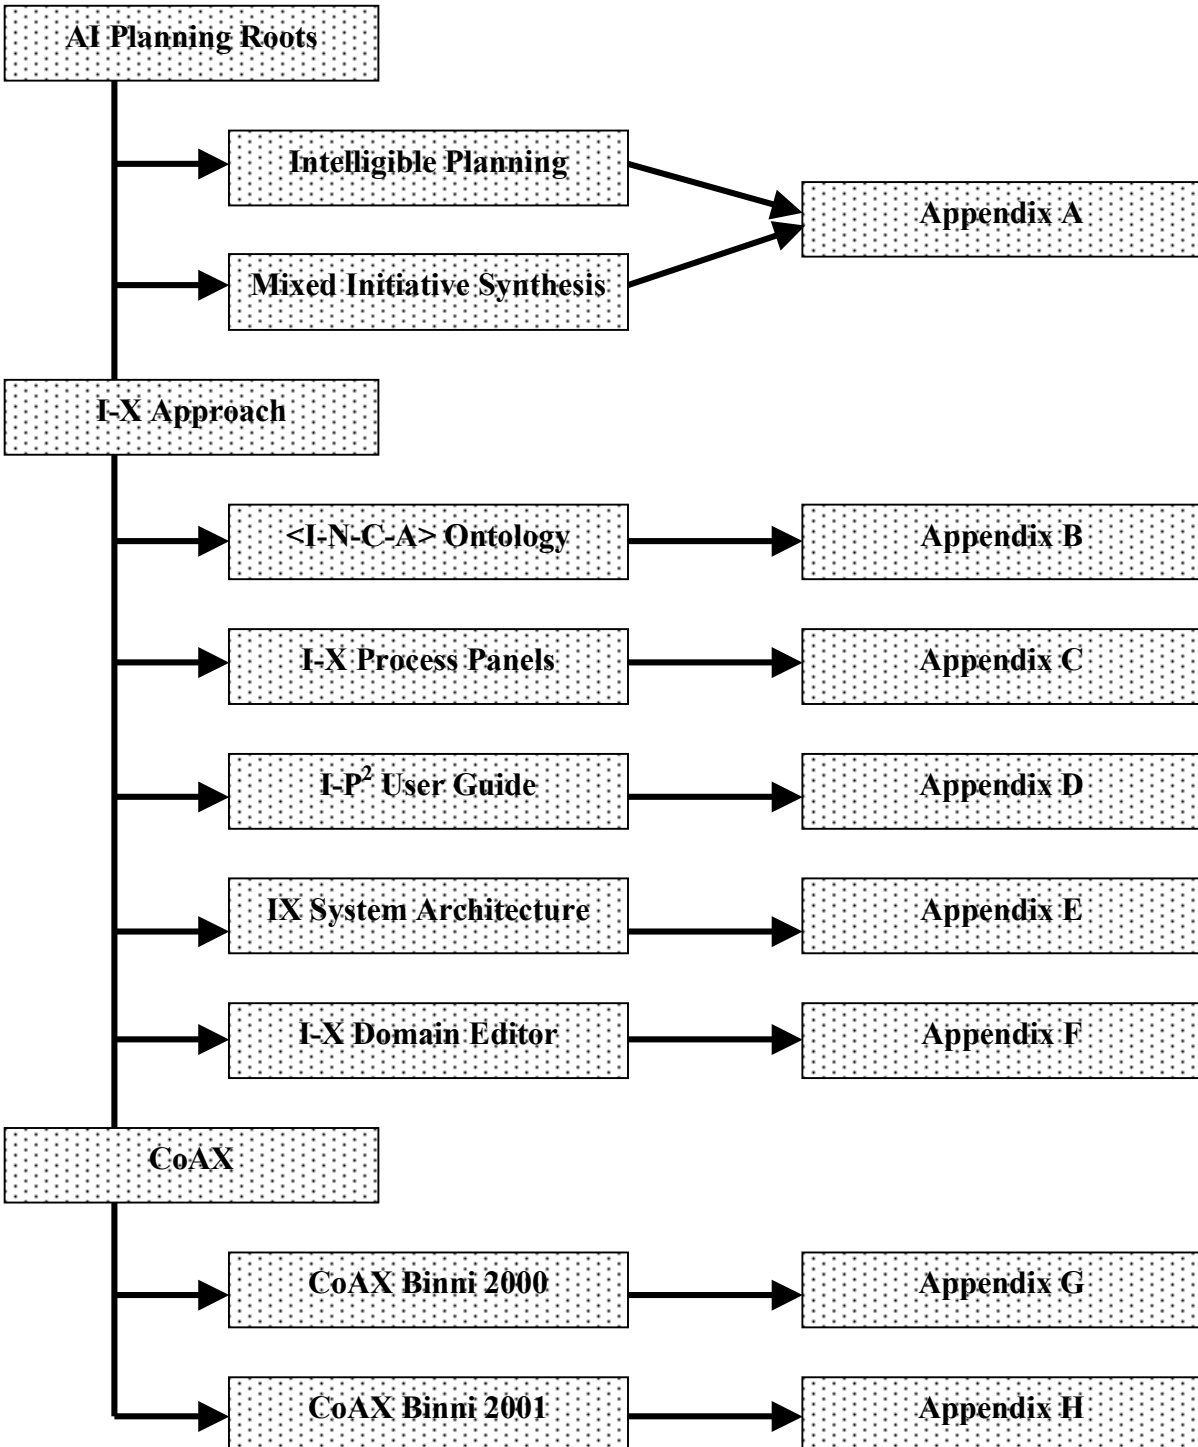 AI Planning Roots
Intelligible Planning
Appendix A
Mixed Initiative Synthesis
I-X Approach
<I-N-C-A> Ontology
Appendix B
I-X Process Panels
Appendix C
I-P² User Guide
Appendix D
IX System Architecture
Appendix E
I-X Domain Editor
Appendix F
CoAX
CoAX Binni 2000
Appendix G
CoAX Binni 2001
Appendix H